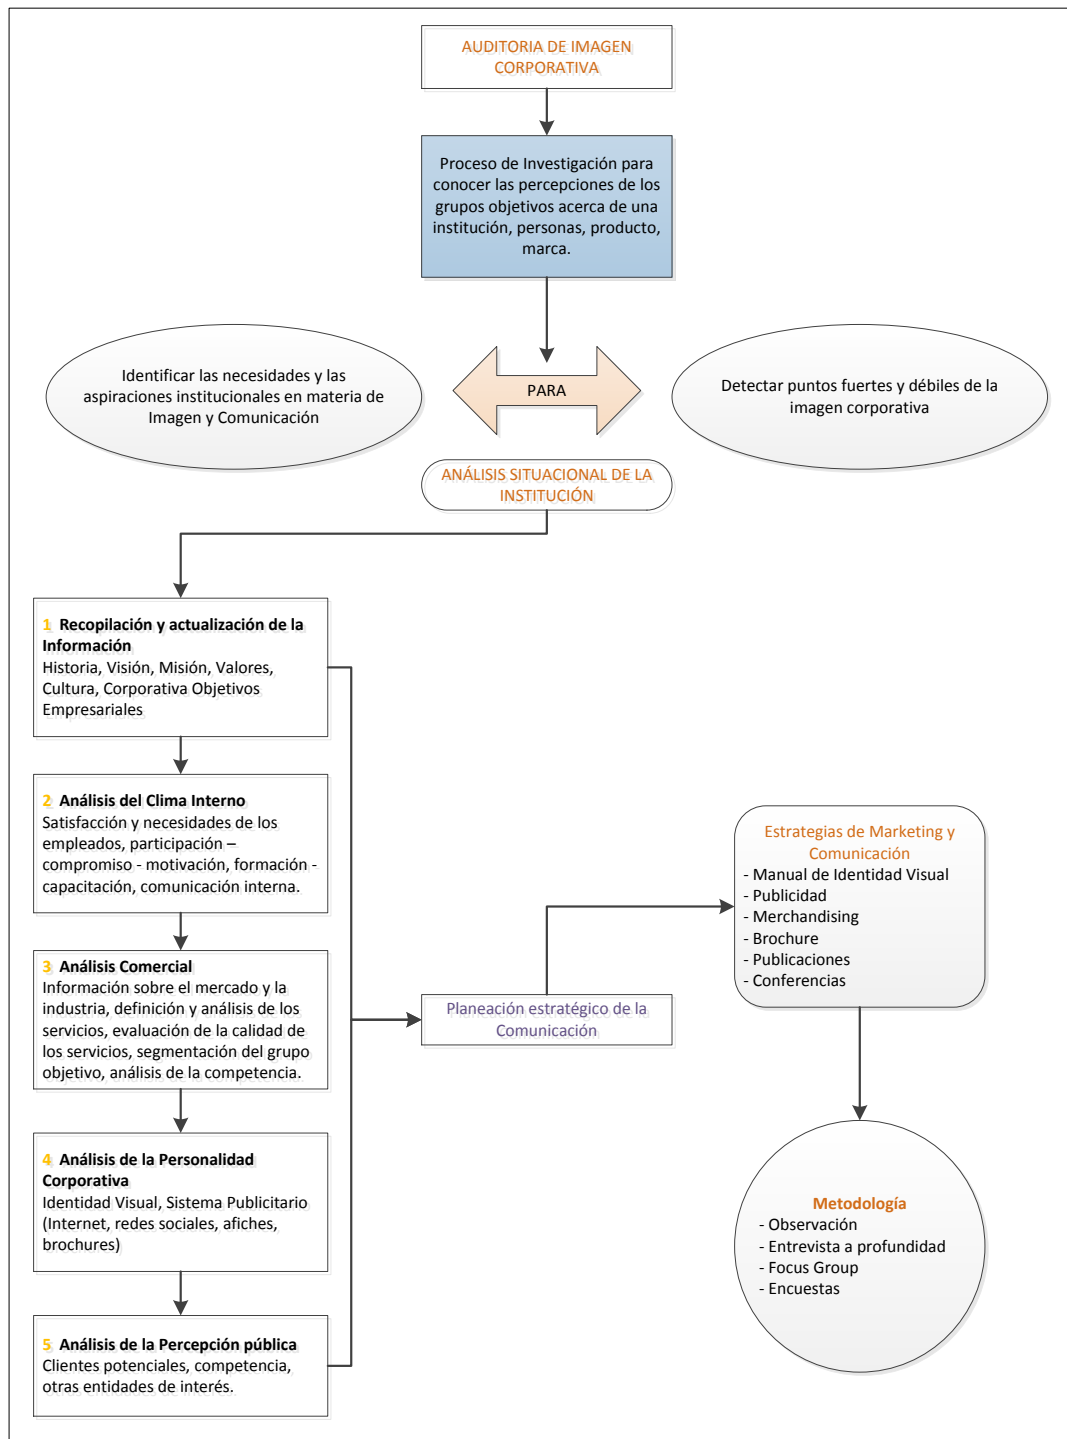 AUDITORIA DE IMAGEN
CORPORATIVA
Proceso de Investigación para
conocer las percepciones de los
grupos objetivos acerca de una
institución, personas, producto,
marca.
Identificar las necesidades y las
aspiraciones institucionales en materia de
Imagen y Comunicación
PARA
Detectar puntos fuertes y débiles de la
imagen corporativa
ANÁLISIS SITUACIONAL DE LA
INSTITUCIÓN
1 Recopilación y actualización de la
Información
Historia, Visión, Misión, Valores,
Cultura, Corporativa Objetivos
Empresariales
2 Análisis del Clima Interno
Satisfacción y necesidades de los
empleados, participación –
compromiso - motivación, formación -
capacitación, comunicación interna.
3 Análisis Comercial
Información sobre el mercado y la
industria, definición y análisis de los
servicios, evaluación de la calidad de
los servicios, segmentación del grupo
objetivo, análisis de la competencia.
4 Análisis de la Personalidad
Corporativa
Identidad Visual, Sistema Publicitario
(Internet, redes sociales, afiches,
brochures)
5 Análisis de la Percepción pública
Clientes potenciales, competencia,
otras entidades de interés.
Planeación estratégico de la
Comunicación
Estrategias de Marketing y
Comunicación
- Manual de Identidad Visual
- Publicidad
- Merchandising
- Brochure
- Publicaciones
- Conferencias
Metodología
- Observación
- Entrevista a profundidad
- Focus Group
- Encuestas